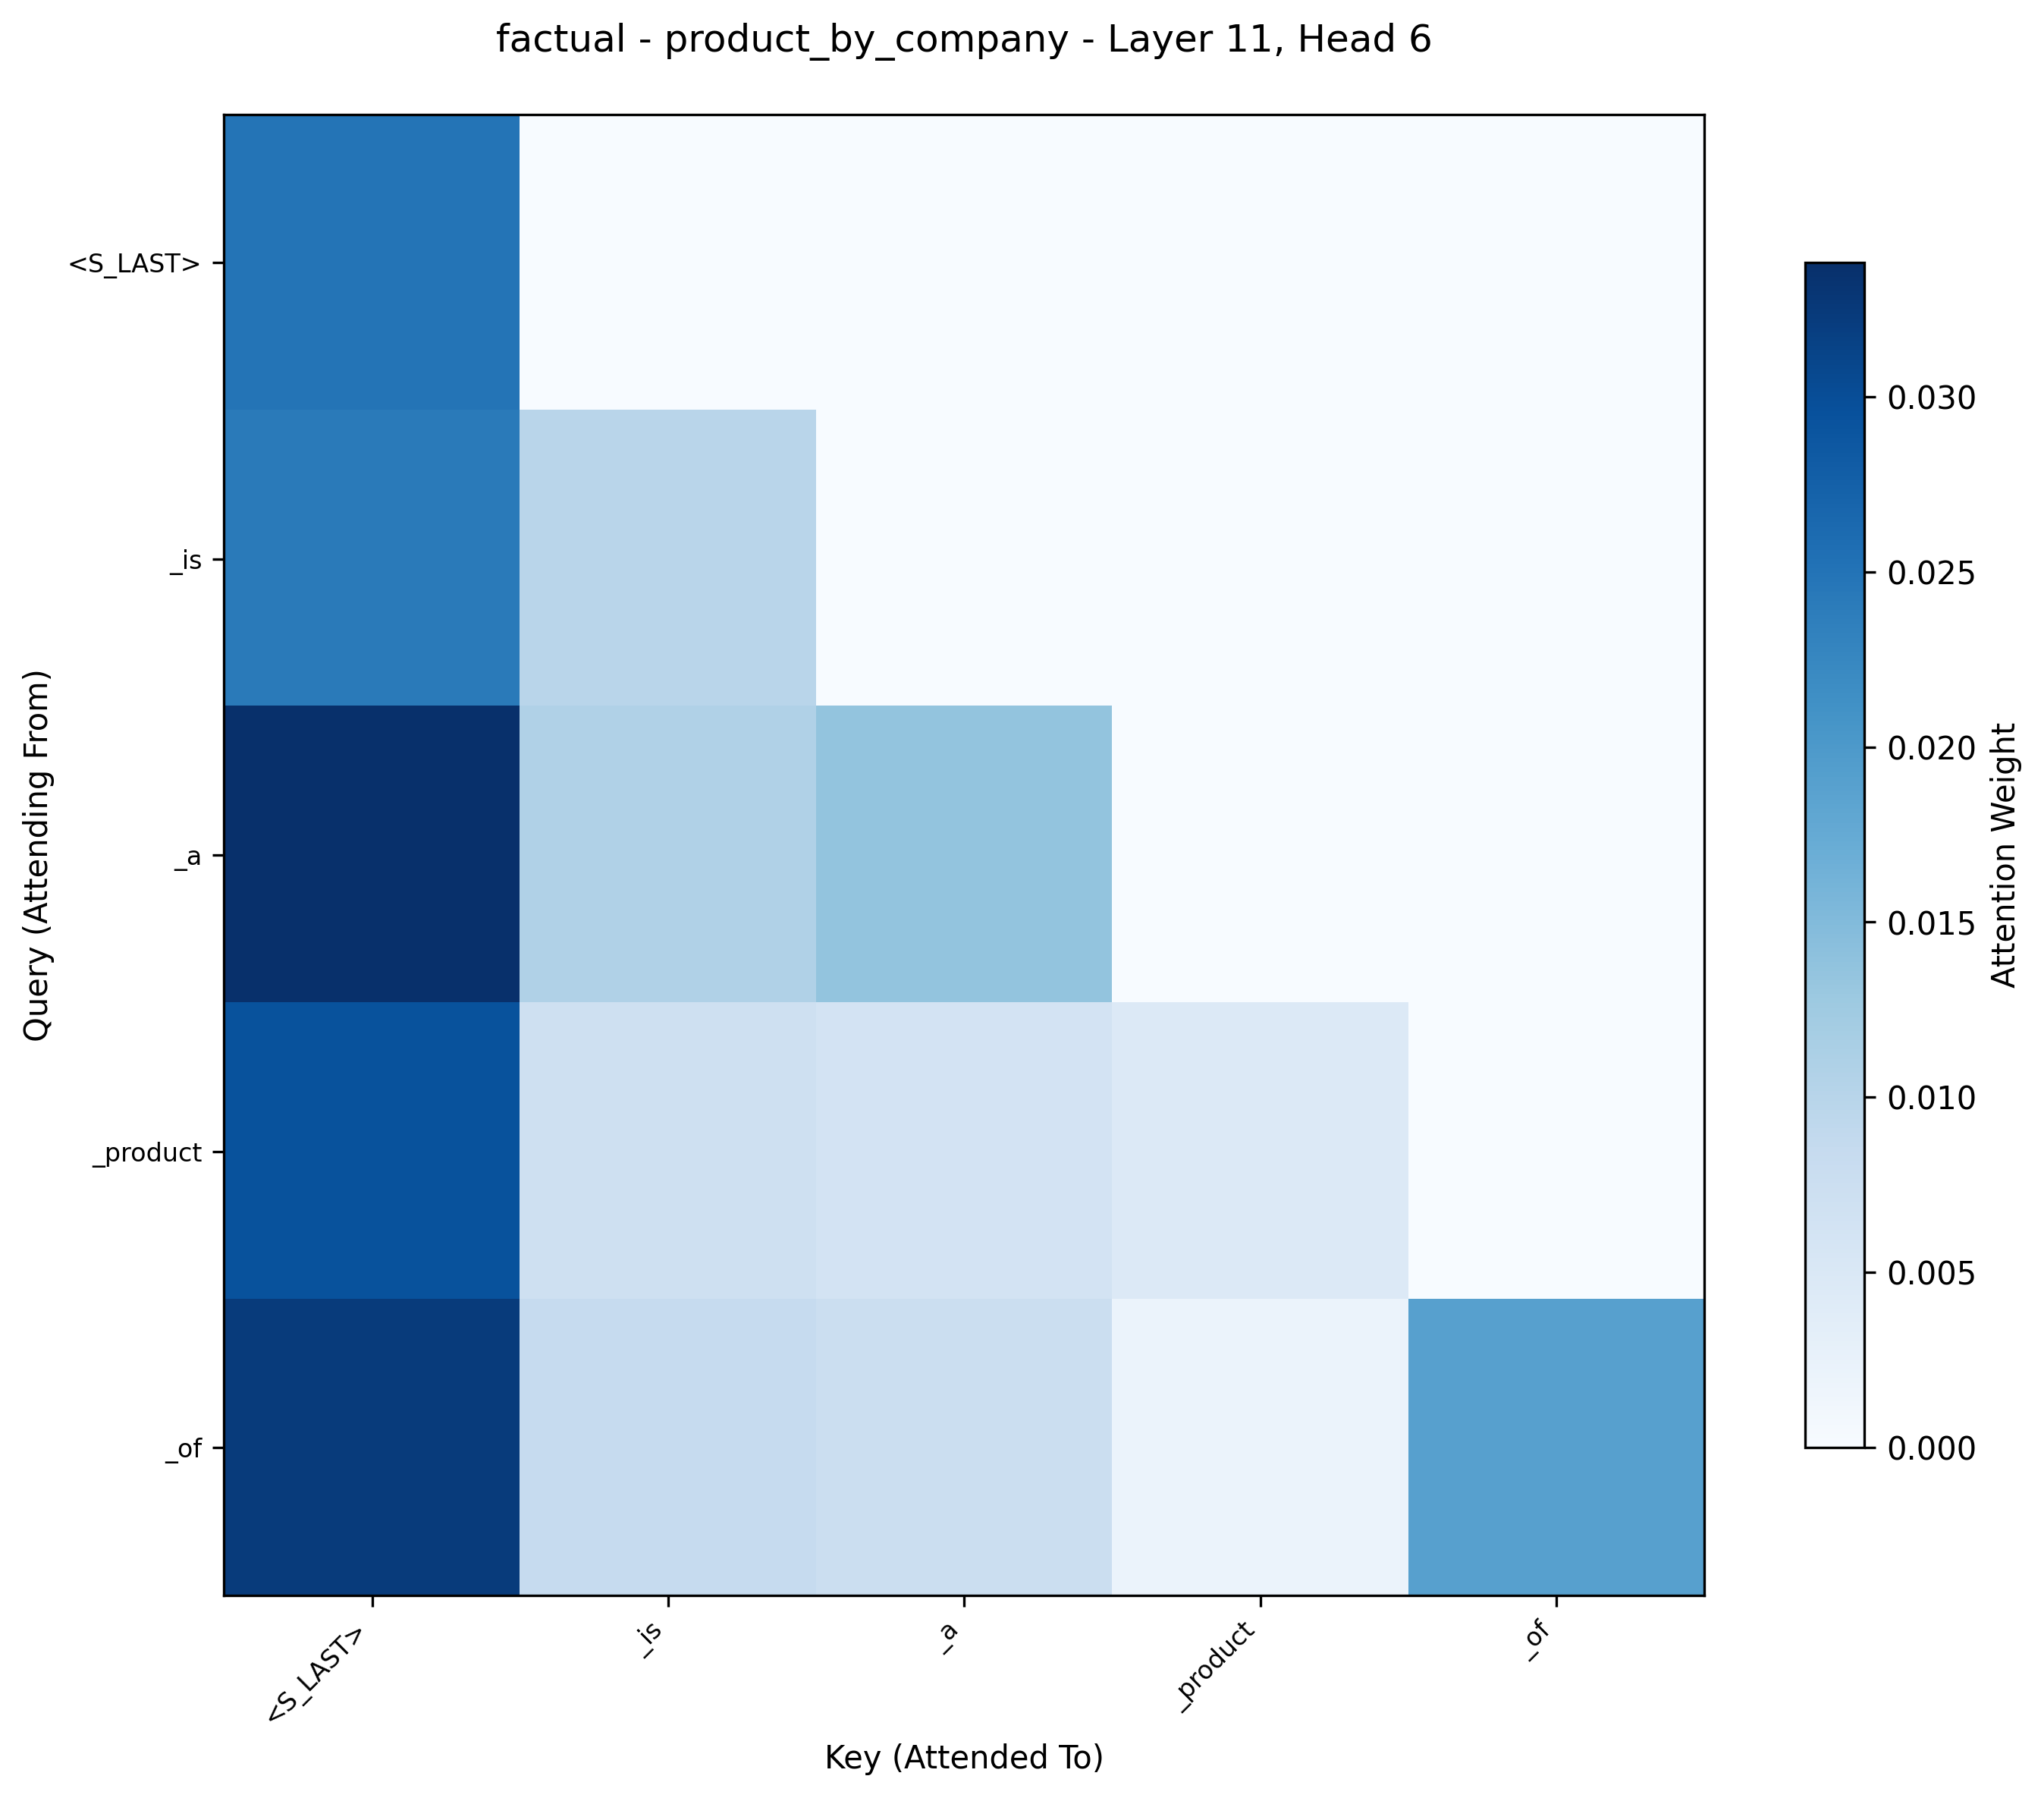 factual - product_by_company - Layer 11, Head 6
Query (Attending From)
<S_LAST>
_is
_a
_product
_of
<S_LAST>
_is
_a
_product
_of
Key (Attended To)
0.030
0.025
0.020
0.015
0.010
0.005
0.000
Attention Weight